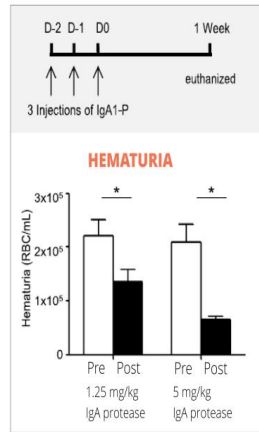 D-2 D-1 D0 1 Week
euthanized
3 Injections of IgA1-P
HEMATURIA
* *
Hematuria (RBC/mL)
3x10⁵
2x10⁵
1x10⁵
0
Pre Post Pre Post
1.25 mg/kg 5 mg/kg
IgA protease IgA protease